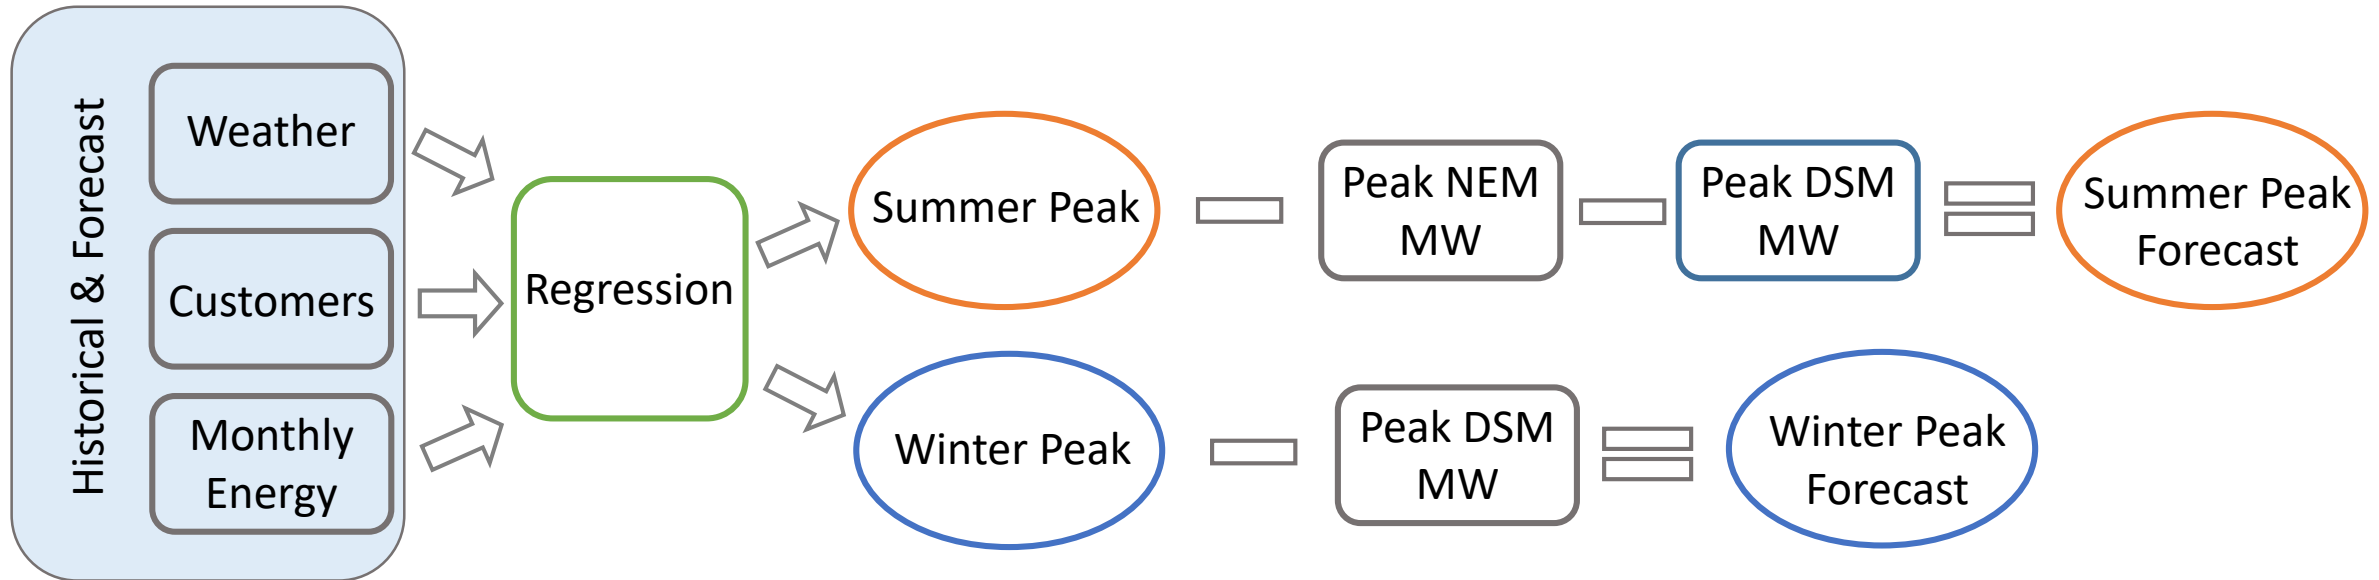 Historical & Forecast
Weather
Customers
Monthly
Energy
Regression
Summer Peak
Peak NEM
MW
Peak DSM
MW
Summer Peak
Forecast
Winter Peak
Peak DSM
MW
Winter Peak
Forecast